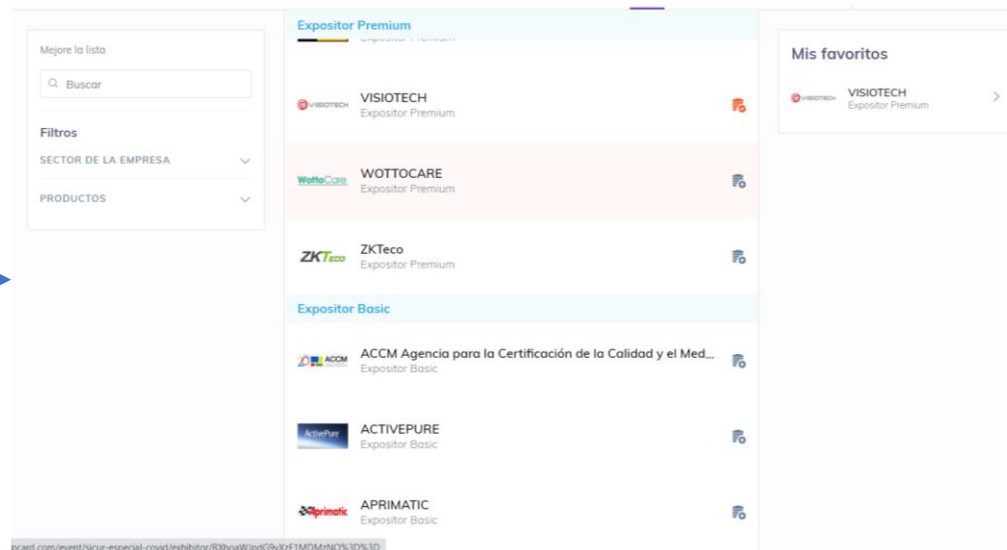 Mejore la lista
Buscar
Filtros
SECTOR DE LA EMPRESA
PRODUCTOS
Expositor Premium
VISIOTECH
VISIOTECH
Expositor Premium
WottoCare
WOTTOCARE
Expositor Premium
ZKTeco
ZKTeco
Expositor Premium
Expositor Basic
ACCM
ACCM Agencia para la Certificación de la Calidad y el Med...
Expositor Basic
ActivePure
ACTIVEPURE
Expositor Basic
Aprimatic
APRIMATIC
Expositor Basic
Mis favoritos
VISIOTECH
VISIOTECH
Expositor Premium